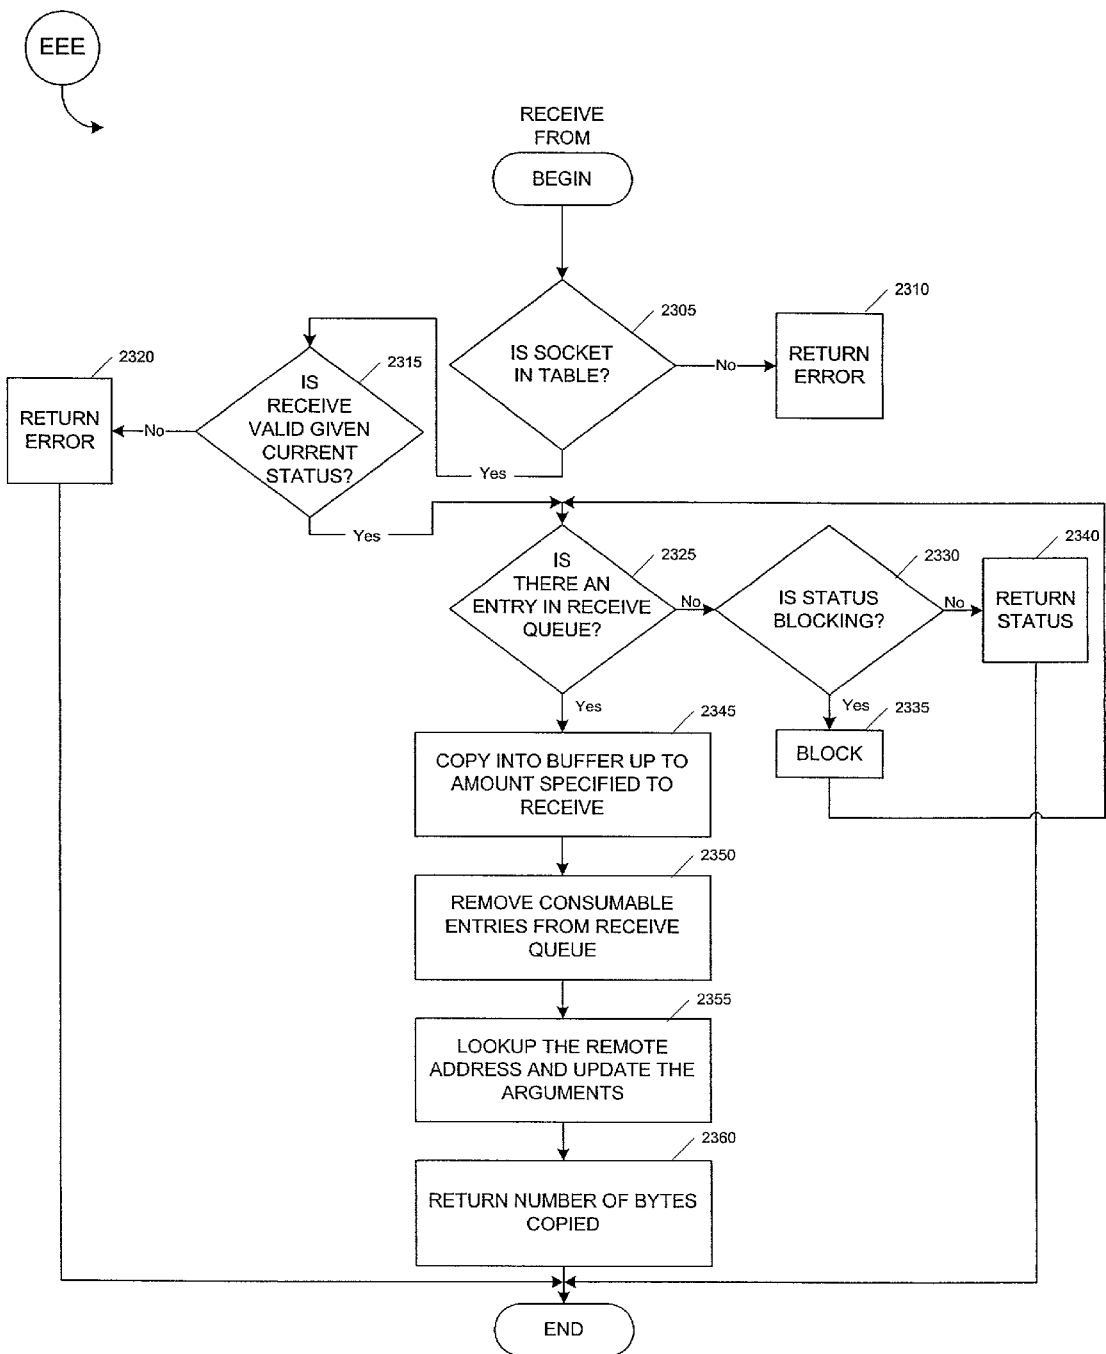 EEE
RECEIVE
FROM
BEGIN
2305
IS SOCKET
IN TABLE?
No
2310
RETURN
ERROR
Yes
2315
IS
RECEIVE
VALID GIVEN
CURRENT
STATUS?
No
2320
RETURN
ERROR
Yes
2325
IS
THERE AN
ENTRY IN RECEIVE
QUEUE?
No
2330
IS STATUS
BLOCKING?
No
2340
RETURN
STATUS
Yes
2335
BLOCK
Yes
2345
COPY INTO BUFFER UP TO
AMOUNT SPECIFIED TO
RECEIVE
2350
REMOVE CONSUMABLE
ENTRIES FROM RECEIVE
QUEUE
2355
LOOKUP THE REMOTE
ADDRESS AND UPDATE THE
ARGUMENTS
2360
RETURN NUMBER OF BYTES
COPIED
END